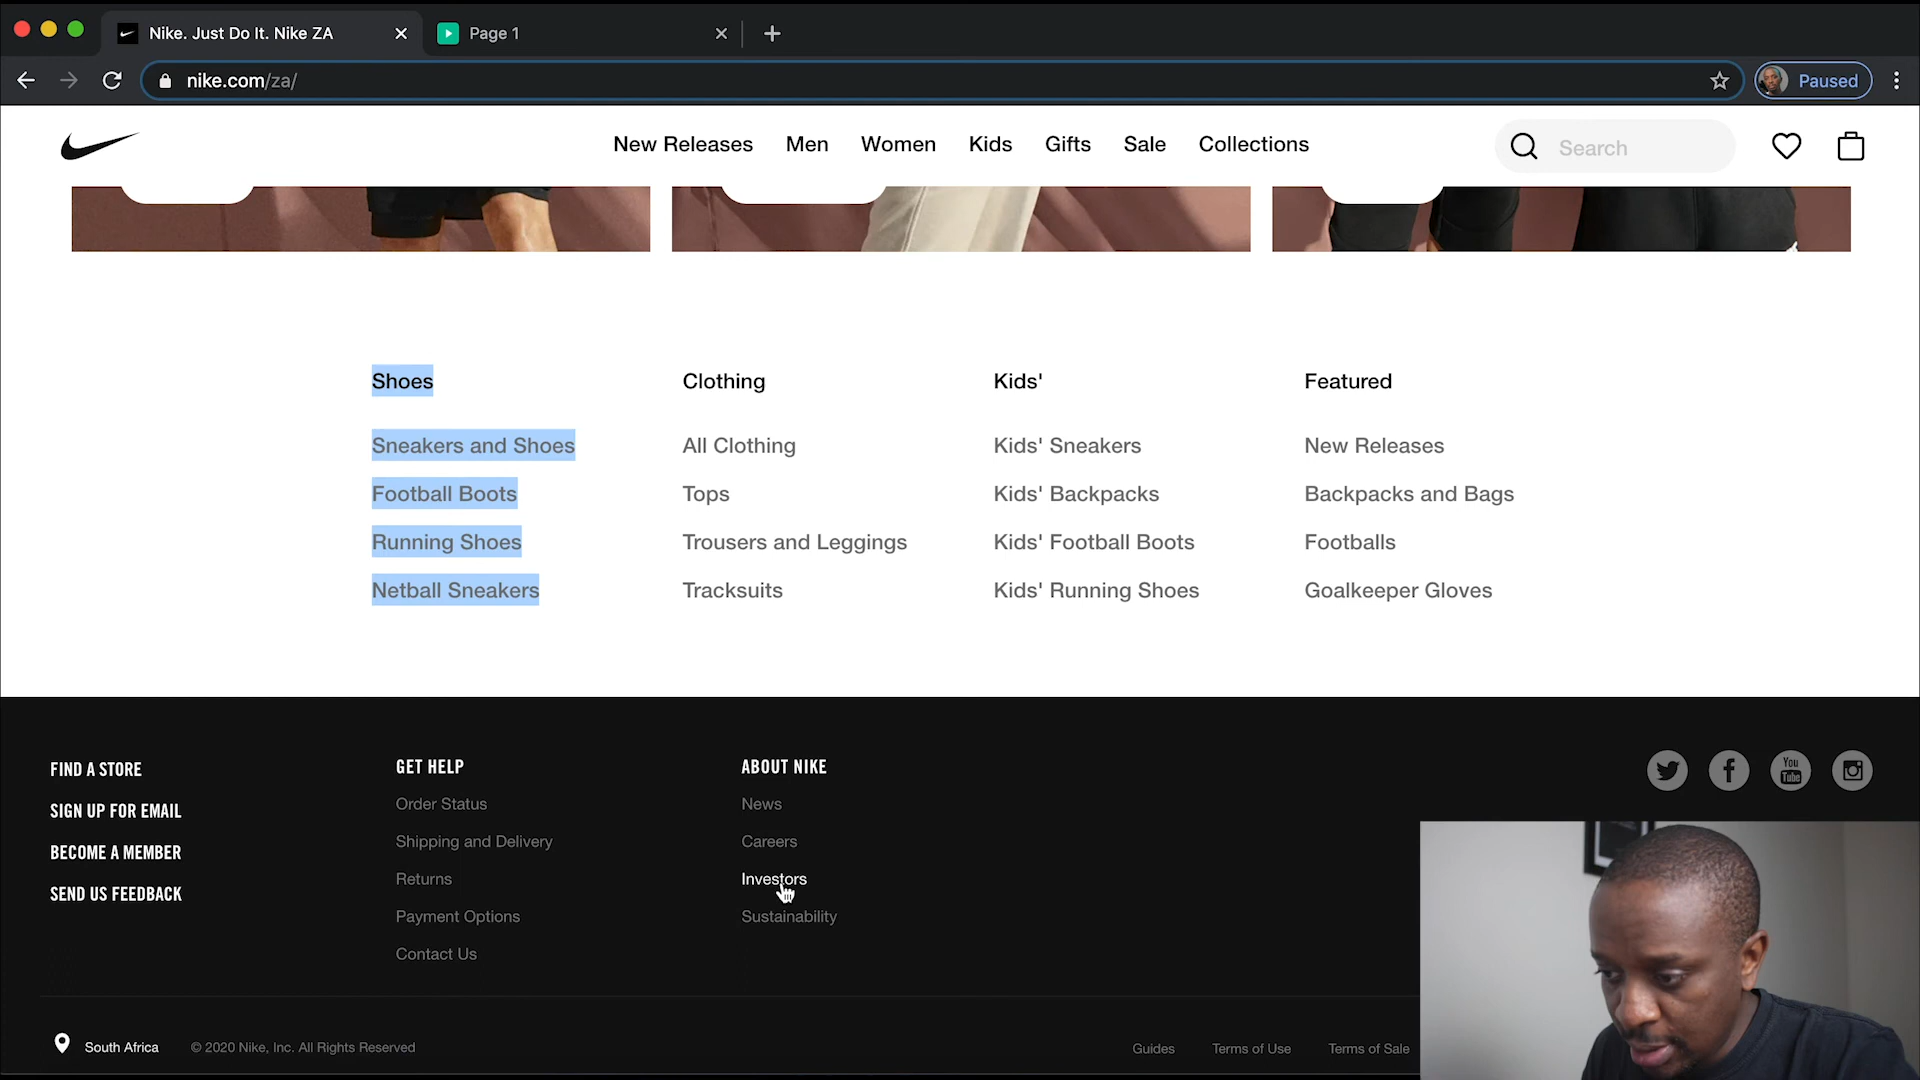 Nike. Just Do It. Nike ZA
Page 1
nike.com/za/
Paused
New Releases Men Women Kids Gifts Sale Collections
Search
Shoes
Sneakers and Shoes
Football Boots
Running Shoes
Netball Sneakers
Clothing
All Clothing
Tops
Trousers and Leggings
Tracksuits
Kids'
Kids' Sneakers
Kids' Backpacks
Kids' Football Boots
Kids' Running Shoes
Featured
New Releases
Backpacks and Bags
Footballs
Goalkeeper Gloves
FIND A STORE
SIGN UP FOR EMAIL
BECOME A MEMBER
SEND US FEEDBACK
GET HELP
Order Status
Shipping and Delivery
Returns
Payment Options
Contact Us
ABOUT NIKE
News
Careers
Investors
Sustainability
You
Tube
South Africa © 2020 Nike, Inc. All Rights Reserved
Guides Terms of Use Terms of Sale